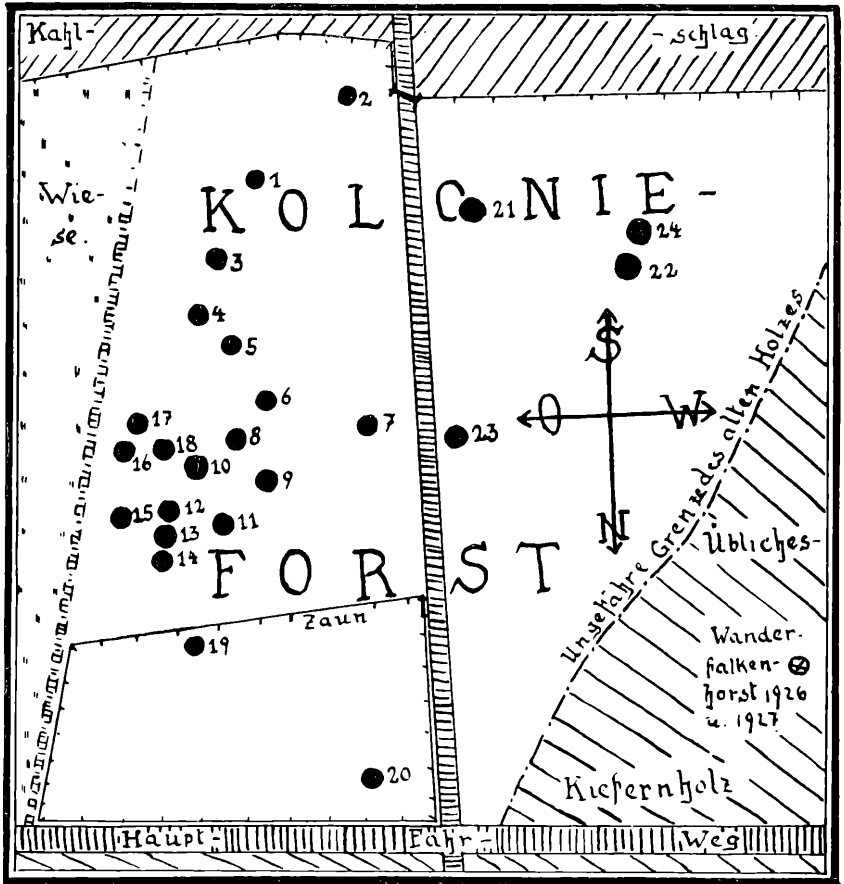 Kahl-
-schlag
2
Wie-
se.
1
KOLONIE-
21
24
3
22
4
5
S
6
O
W
17
7
8
23
18
16
10
9
12
15
11
13
N
14
FORST
Ungefähre Grenze des alten Holzes
Übliches-
Zaun
19
Wander-
falken-
horst 1926
u. 1927
20
Kiefernholz
Haupt-
Fahr-
Weg